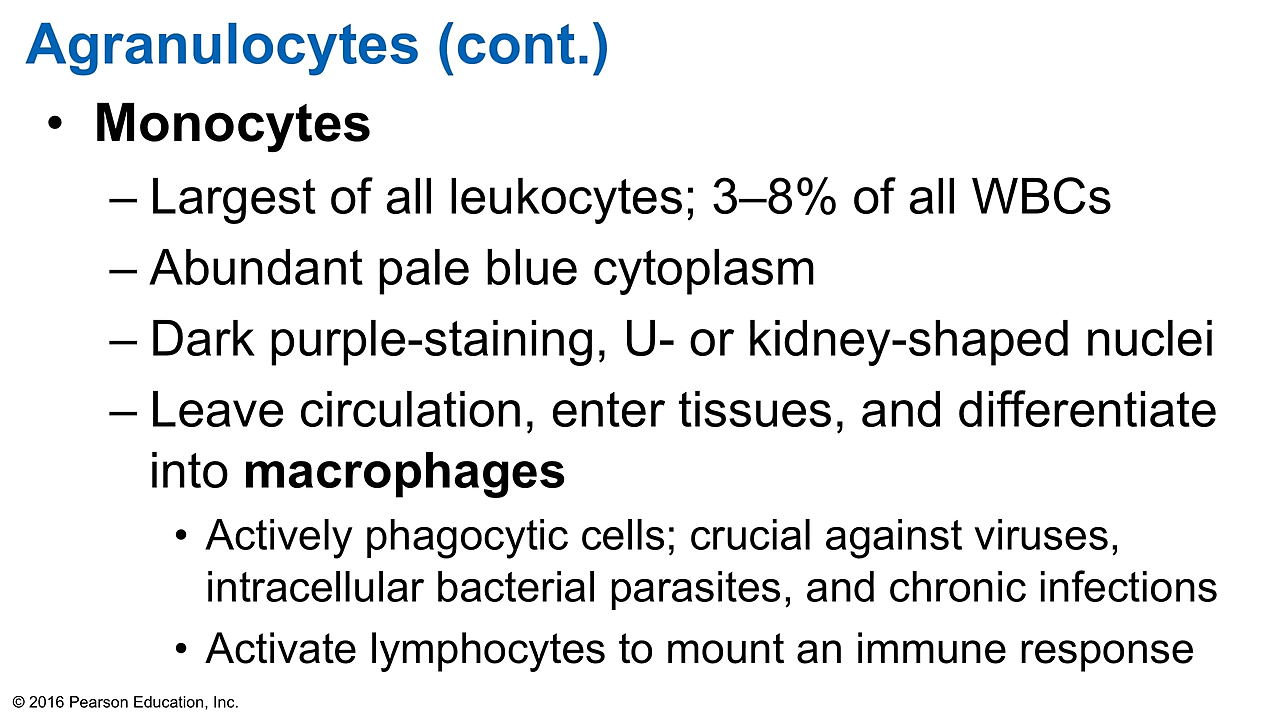 Agranulocytes (cont.)
• Monocytes
– Largest of all leukocytes; 3–8% of all WBCs
– Abundant pale blue cytoplasm
– Dark purple-staining, U- or kidney-shaped nuclei
– Leave circulation, enter tissues, and differentiate
into macrophages
• Actively phagocytic cells; crucial against viruses,
intracellular bacterial parasites, and chronic infections
• Activate lymphocytes to mount an immune response
© 2016 Pearson Education, Inc.